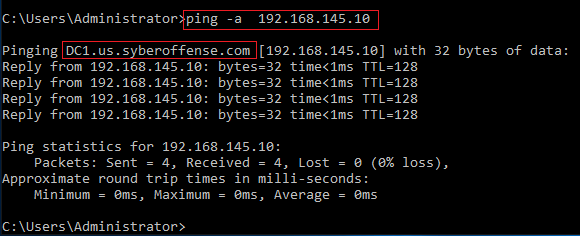 C:\Users\Administrator>ping -a  192.168.145.10
Pinging DC1.us.syberoffense.com [192.168.145.10] with 32 bytes of data:
Reply from 192.168.145.10: bytes=32 time<1ms TTL=128
Reply from 192.168.145.10: bytes=32 time<1ms TTL=128
Reply from 192.168.145.10: bytes=32 time<1ms TTL=128
Reply from 192.168.145.10: bytes=32 time<1ms TTL=128
Ping statistics for 192.168.145.10:
    Packets: Sent = 4, Received = 4, Lost = 0 (0% loss),
Approximate round trip times in milli-seconds:
    Minimum = 0ms, Maximum = 0ms, Average = 0ms
C:\Users\Administrator>